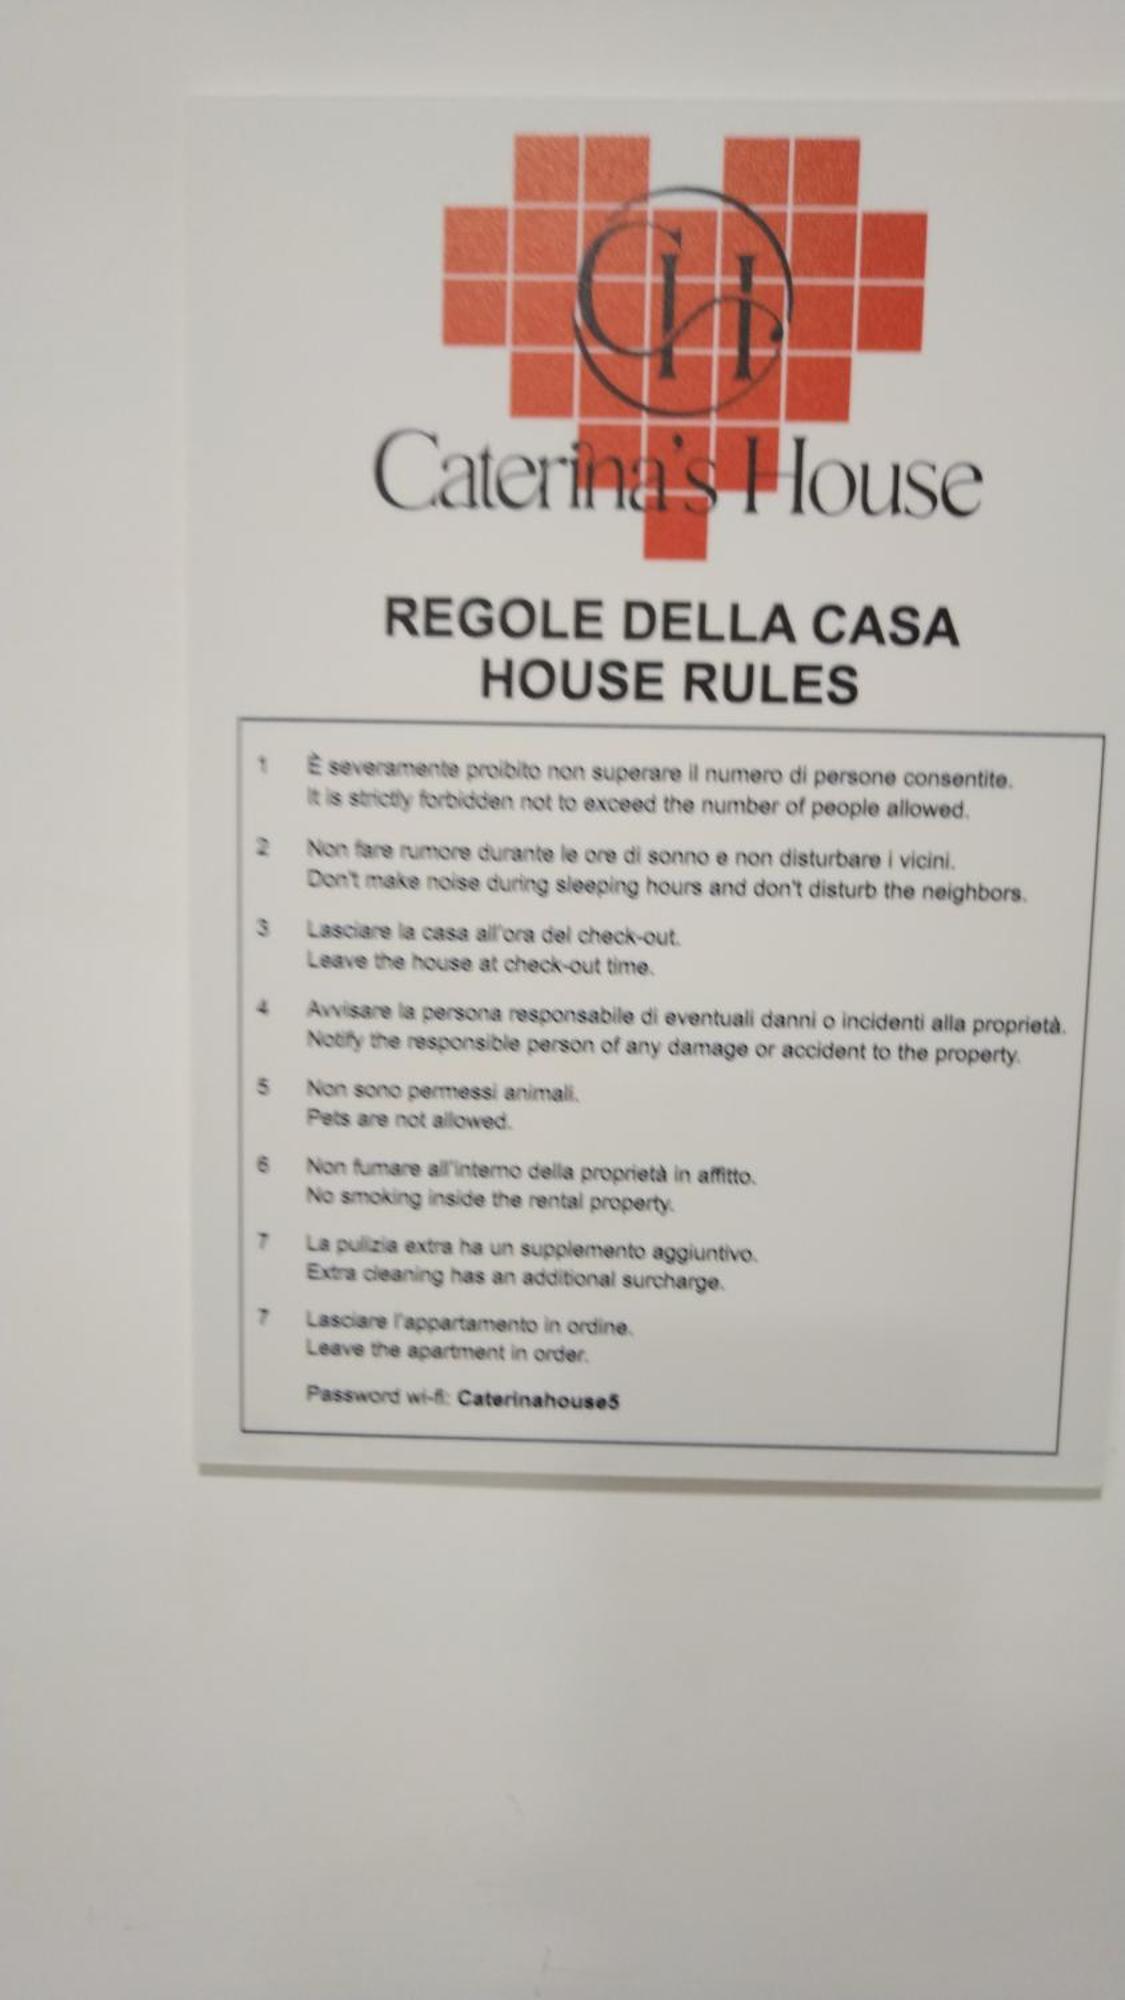 CH
Caterina's House
REGOLE DELLA CASA
HOUSE RULES
1 È severamente proibito non superare il numero di persone consentite.
It is strictly forbidden not to exceed the number of people allowed.
2 Non fare rumore durante le ore di sonno e non disturbare i vicini.
Don't make noise during sleeping hours and don't disturb the neighbors.
3 Lasciare la casa all'ora del check-out.
Leave the house at check-out time.
4 Avvisare la persona responsabile di eventuali danni o incidenti alla proprietà.
Notify the responsible person of any damage or accident to the property.
5 Non sono permessi animali.
Pets are not allowed.
6 Non fumare all'interno della proprietà in affitto.
No smoking inside the rental property.
7 La pulizia extra ha un supplemento aggiuntivo.
Extra cleaning has an additional surcharge.
7 Lasciare l'appartamento in ordine.
Leave the apartment in order.
Password wi-fi: Caterinahouse5